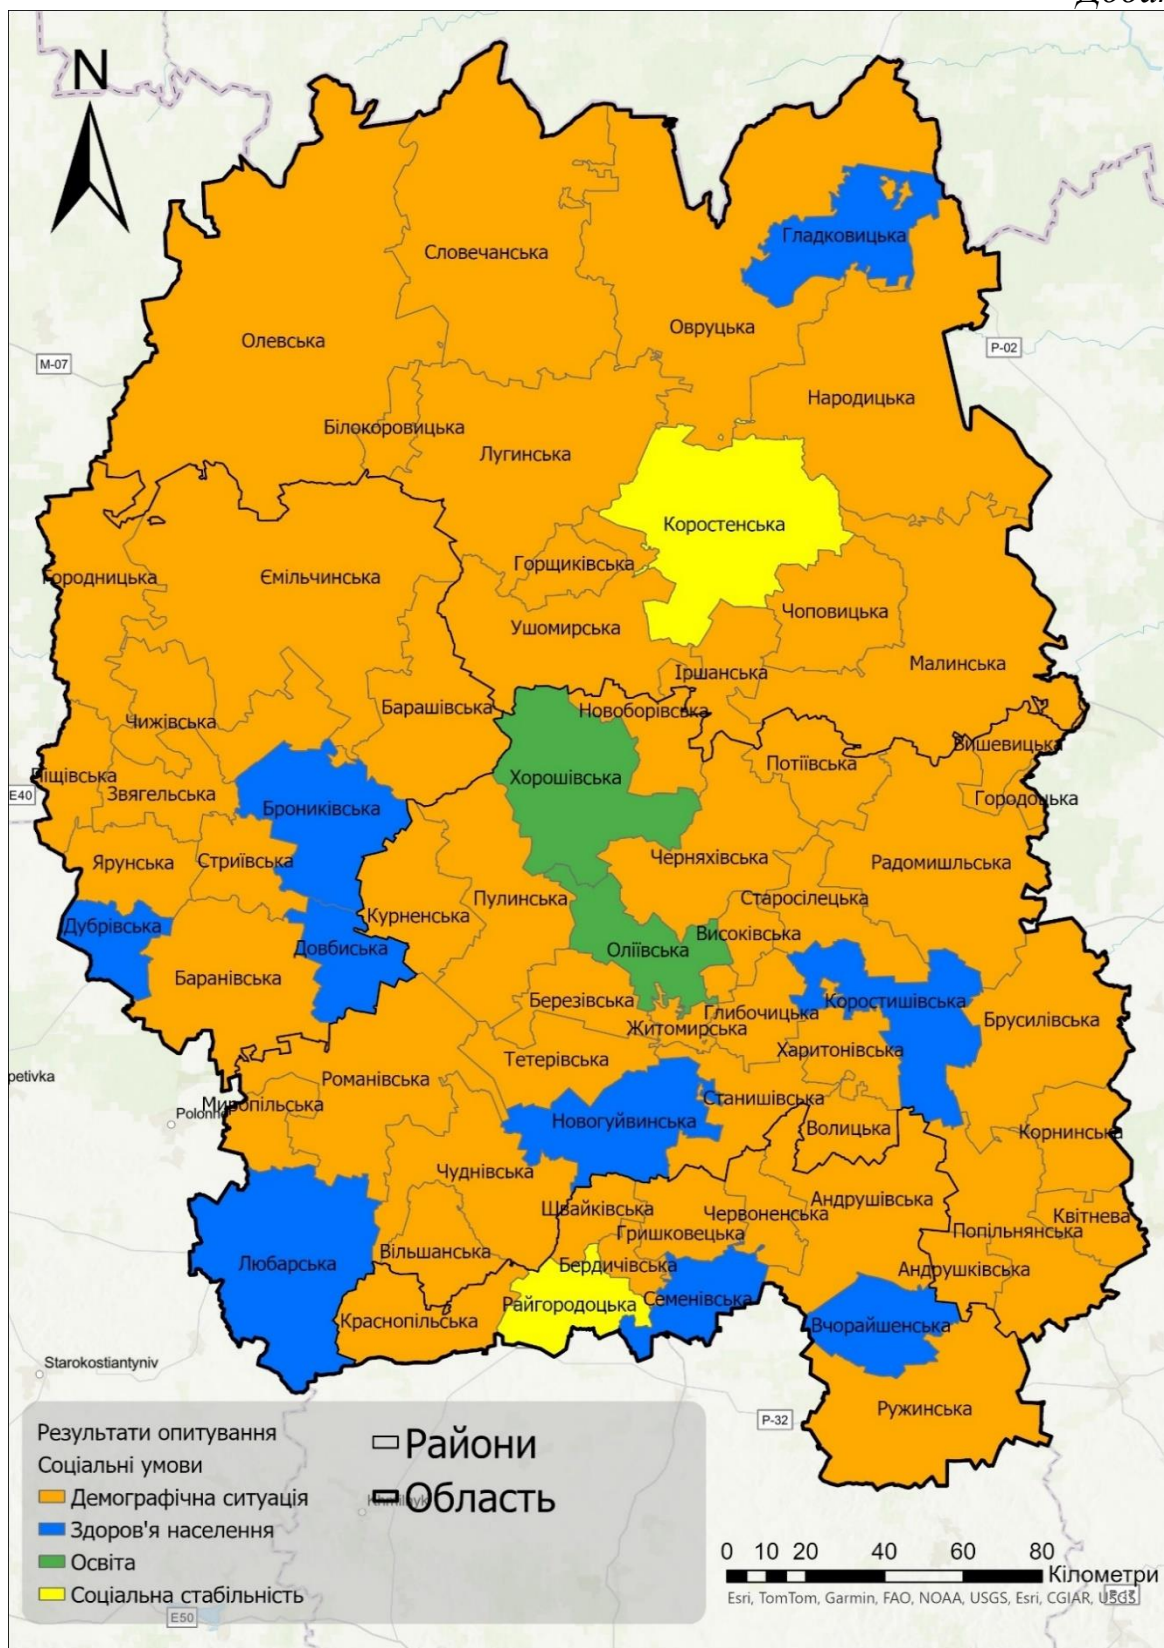 N
Гладковицька
Словечанська
Овруцька
Олевська
P-02
M-07
Народицька
Білокоровицька
Лугинська
Коростенська
Горщиківська
Ємільчинська
Чоповицька
Ушомирська
Малинська
Іршанська
Барашівська
Новоборівська
Чижівська
Вишевицька
Потіївська
Хорошівська
Звягельська
E40
Городоцька
Брониківська
Черняхівська
Ярунська
Стриївська
Радомишльська
Пулинська
Старосілецька
Курненська
Дубрівська
Високівська
Довбиська
Оліївська
Баранівська
Березівська
Коростишівська
Глибочицька
Брусилівська
Житомирська
Харитонівська
Тетерівська
petivka
Романівська
Станишівська
Миропільська
Новогуйвинська
Волицька
Корнинська
Чуднівська
Андрушівська
Швайківська
Червоненська
Квітнева
Гришковецька
Попільнянська
Вільшанська
Любарська
Бердичівська
Андрушківська
Райгородоцька
Семенівська
Краснопільська
Вчорайшенська
Starokostiantyniv
Ружинська
P-32
Результати опитування
Соціальні умови
Демографічна ситуація
Здоров'я населення
Освіта
Соціальна стабільність
Райони
Область
0 10 20 40 60 80
Кілометри
Esri, TomTom, Garmin, FAO, NOAA, USGS, Esri, CGIAR, USGS
E50